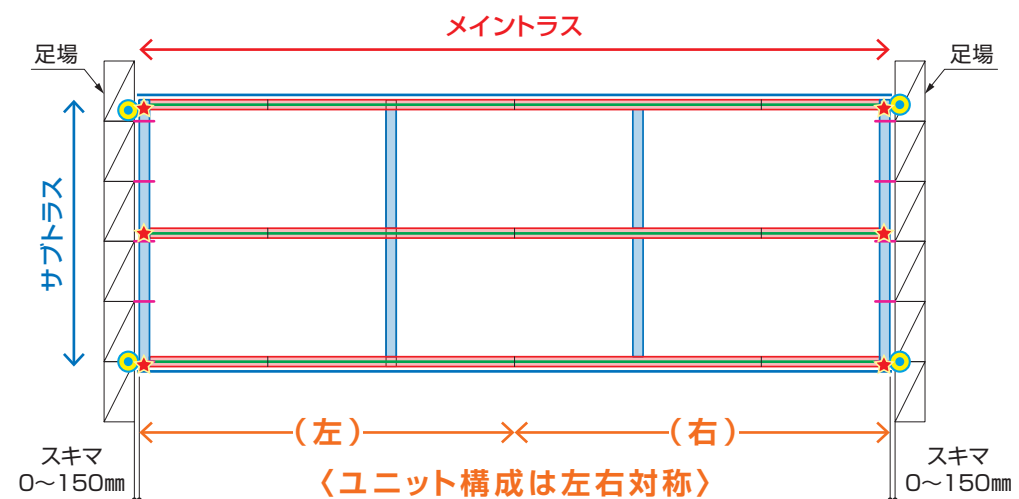 メイントラス
足場
足場
サブトラス
(左)
(右)
スキマ
0～150㎜
〈ユニット構成は左右対称〉
スキマ
0～150㎜